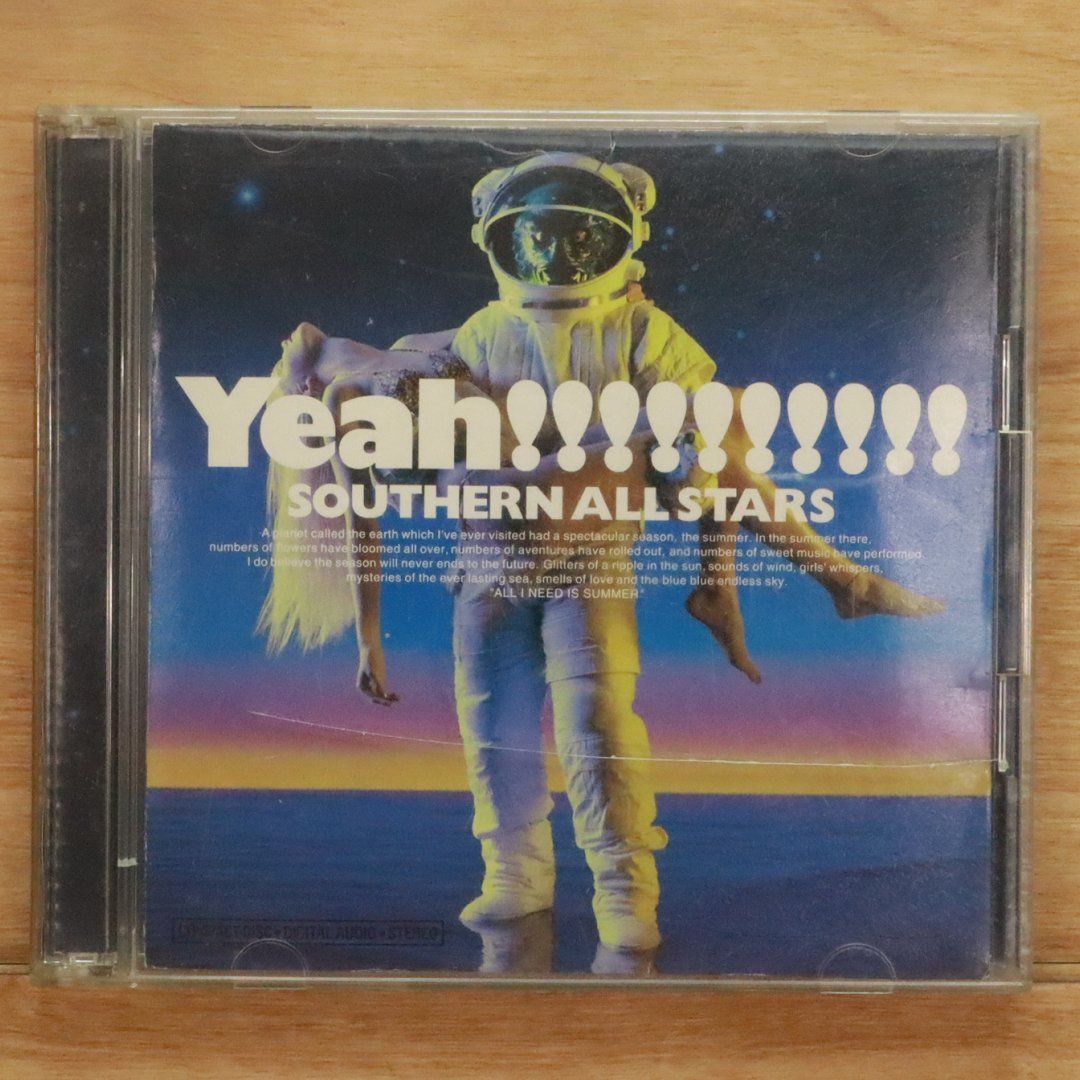 Yeah!!!!!!!!!!
SOUTHERN ALL STARS
A planet called the earth which I've ever visited had a spectacular season, the summer. In the summer there,
numbers of flowers have bloomed all over, numbers of aventures have rolled out, and numbers of sweet music have performed.
I do believe the season will never ends to the future. Glitters of a ripple in the sun, sounds of wind, girls' whispers,
mysteries of the ever lasting sea, smells of love and the blue blue endless sky.
"ALL I NEED IS SUMMER"
COMPACT DISC • DIGITAL AUDIO • STEREO